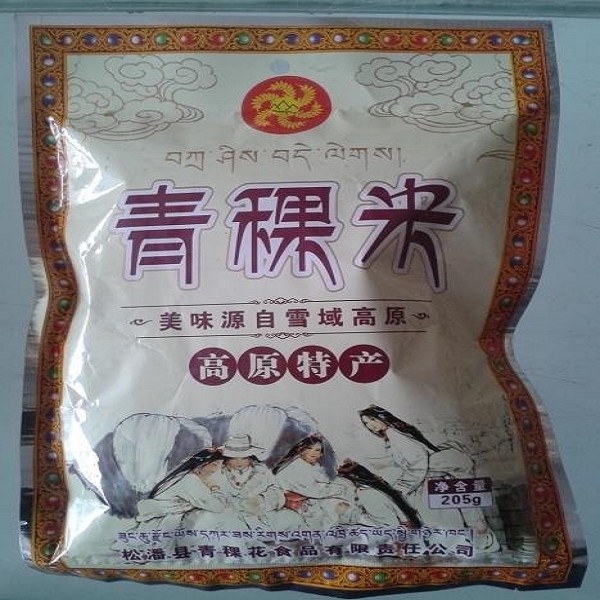 བཀྲ་ཤིས་བདེ་ལེགས།
青稞米
美味源自雪域高原
高原特产
净含量
205g
松潘县青稞花食品有限责任公司